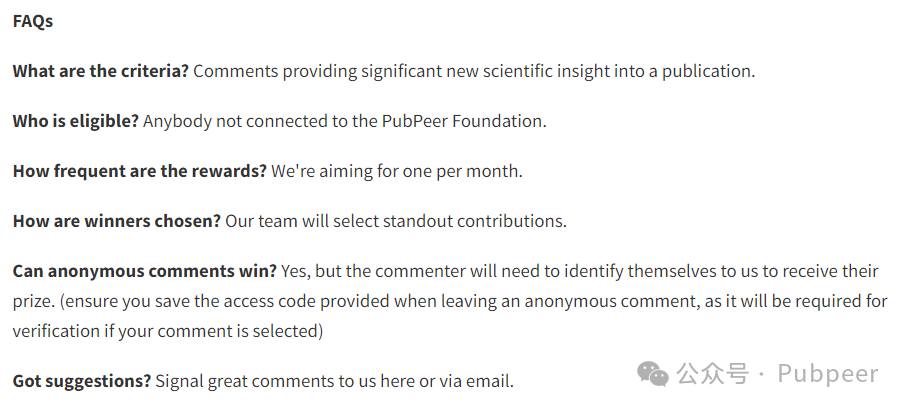 FAQs
What are the criteria? Comments providing significant new scientific insight into a publication.
Who is eligible? Anybody not connected to the PubPeer Foundation.
How frequent are the rewards? We're aiming for one per month.
How are winners chosen? Our team will select standout contributions.
Can anonymous comments win? Yes, but the commenter will need to identify themselves to us to receive their
prize. (ensure you save the access code provided when leaving an anonymous comment, as it will be required for
verification if your comment is selected)
Got suggestions? Signal great comments to us here or via email.
公众号 · Pubpeer